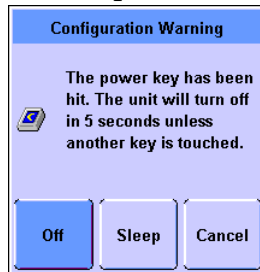 Configuration Warning
The power key has been
hit. The unit will turn off
in 5 seconds unless
another key is touched.
Off
Sleep
Cancel